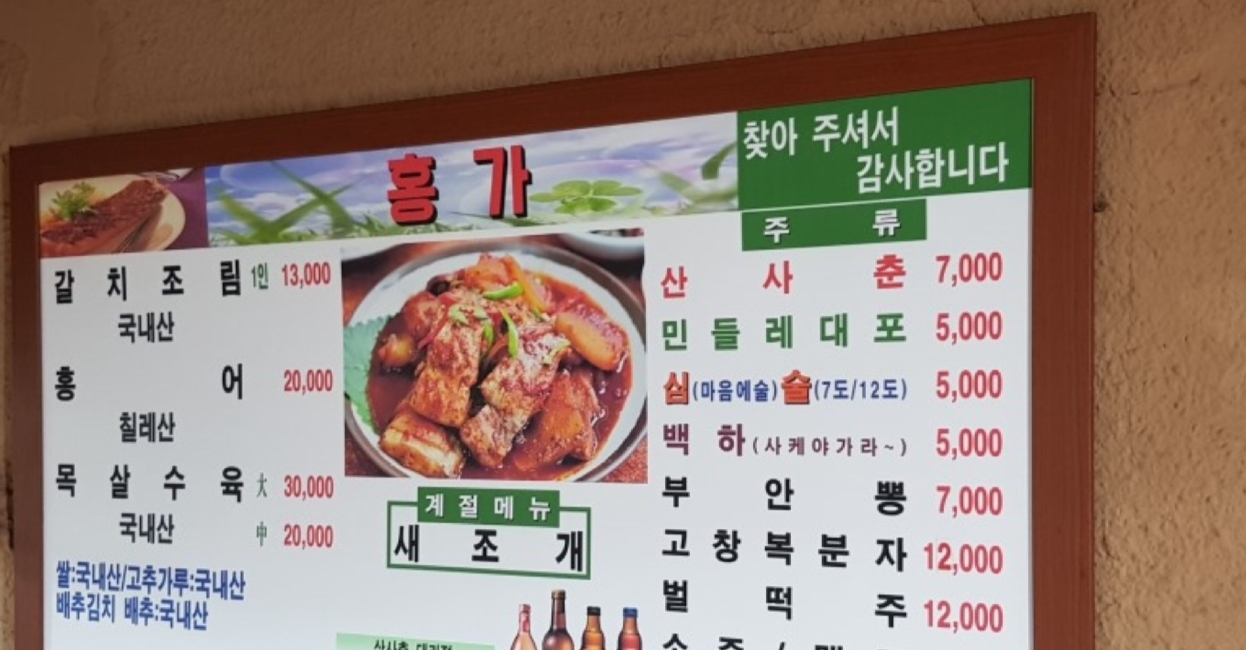 홍가
찾아 주셔서
감사합니다
갈치조림 1인 13,000
국내산
홍어 20,000
칠레산
목살수육 大 30,000
국내산 中 20,000
쌀:국내산/고추가루:국내산
배추김치 배추:국내산
계절메뉴
새조개
주류
산사춘 7,000
민들레대포 5,000
심(마음에술)술(7도/12도) 5,000
백하(사케야가라~) 5,000
부안뽕 7,000
고창복분자 12,000
벌떡주 12,000